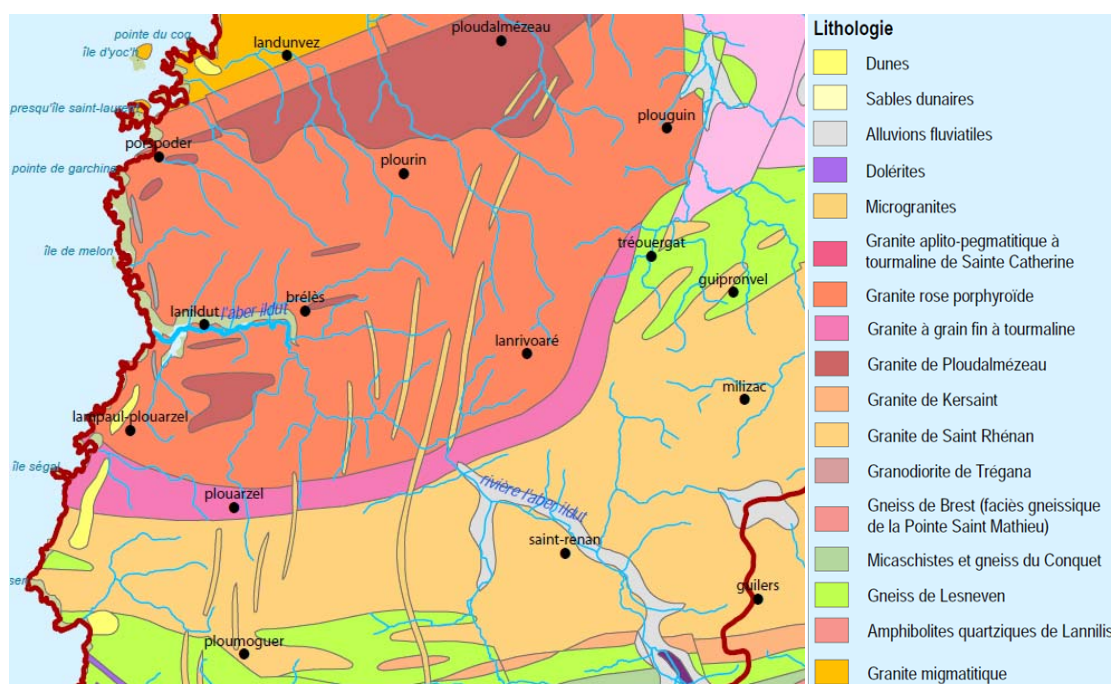 pointe du coq
île d'yoc'h
landunvez
ploudalmézeau
presqu'île saint-laurent
porspoder
plouguin
pointe de garchine
plourin
île de melon
tréouergat
guipronvel
lanildut
l'aber ildut
brélès
lanrivoaré
milizac
lampaul-plouarzel
île ségal
plouarzel
rivière l'aber ildut
saint-renan
guilers
ser
ploumoguer
Lithologie
Dunes
Sables dunaires
Alluvions fluviatiles
Dolérites
Microgranites
Granite aplito-pegmatitique à
tourmaline de Sainte Catherine
Granite rose porphyroïde
Granite à grain fin à tourmaline
Granite de Ploudalmézeau
Granite de Kersaint
Granite de Saint Rhénan
Granodiorite de Trégana
Gneiss de Brest (faciès gneissique
de la Pointe Saint Mathieu)
Micaschistes et gneiss du Conquet
Gneiss de Lesneven
Amphibolites quartziques de Lannilis
Granite migmatitique